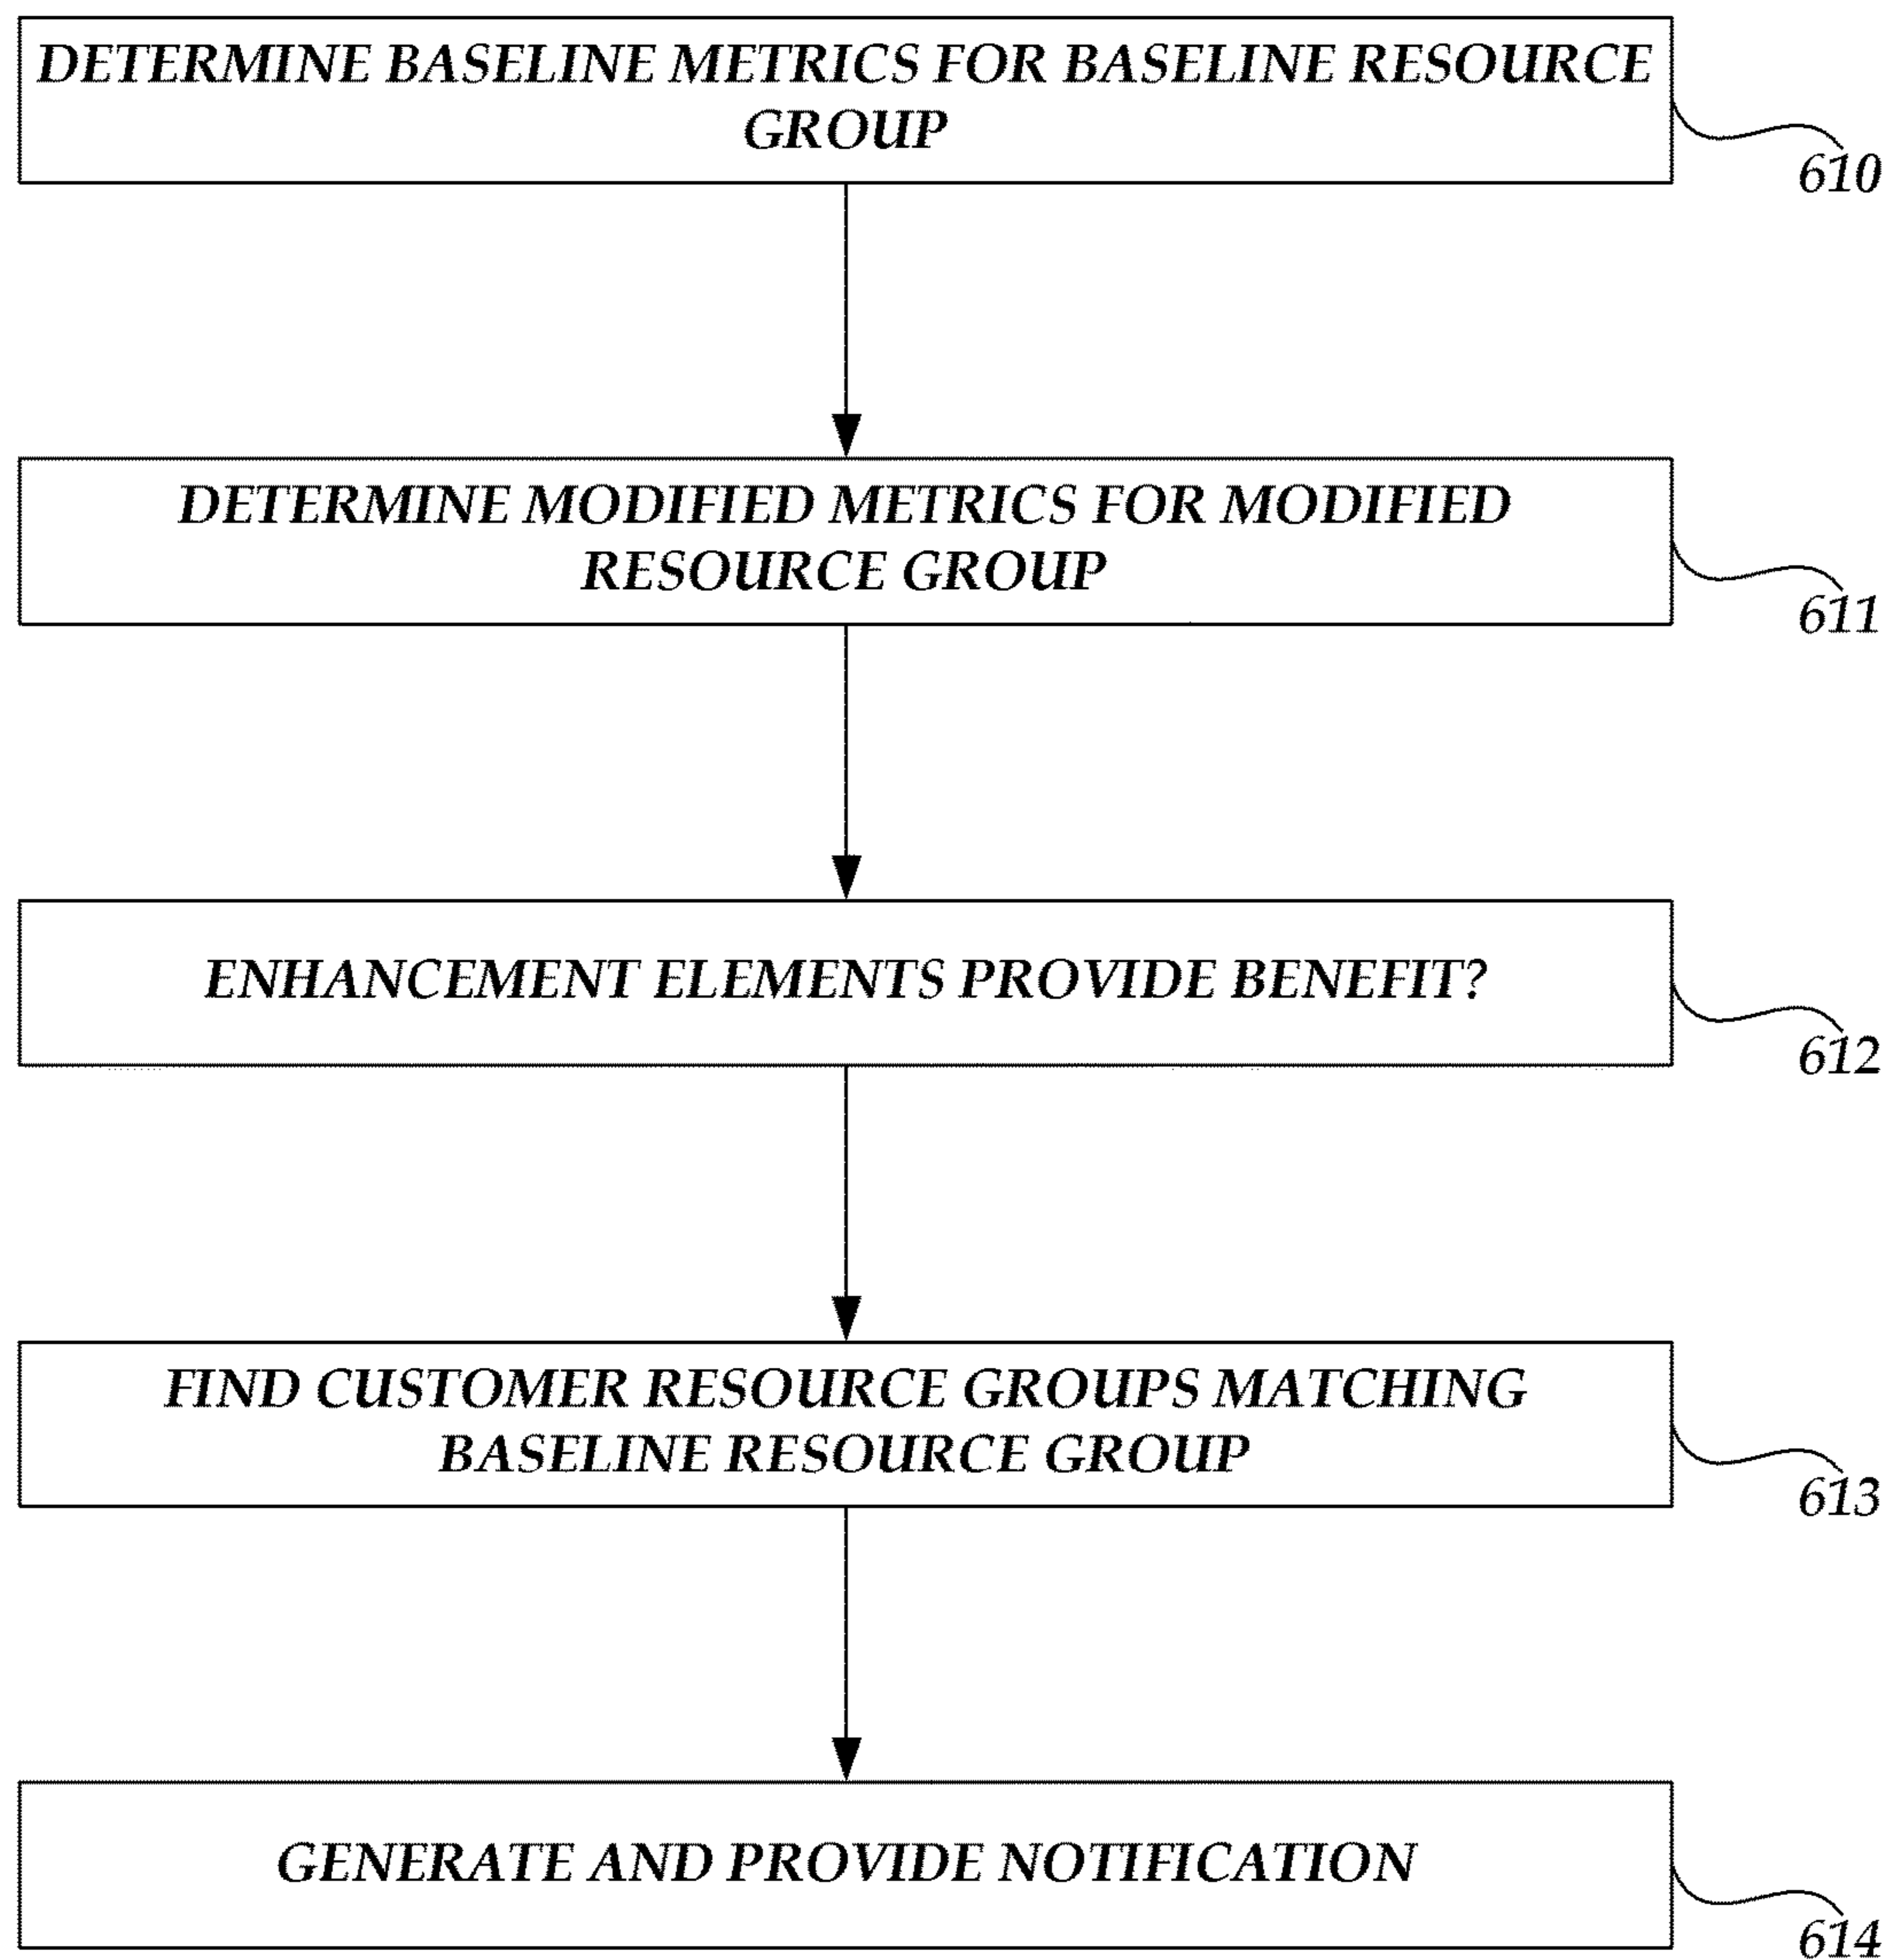 DETERMINE BASELINE METRICS FOR BASELINE RESOURCE
GROUP
610
DETERMINE MODIFIED METRICS FOR MODIFIED
RESOURCE GROUP
611
ENHANCEMENT ELEMENTS PROVIDE BENEFIT?
612
FIND CUSTOMER RESOURCE GROUPS MATCHING
BASELINE RESOURCE GROUP
613
GENERATE AND PROVIDE NOTIFICATION
614